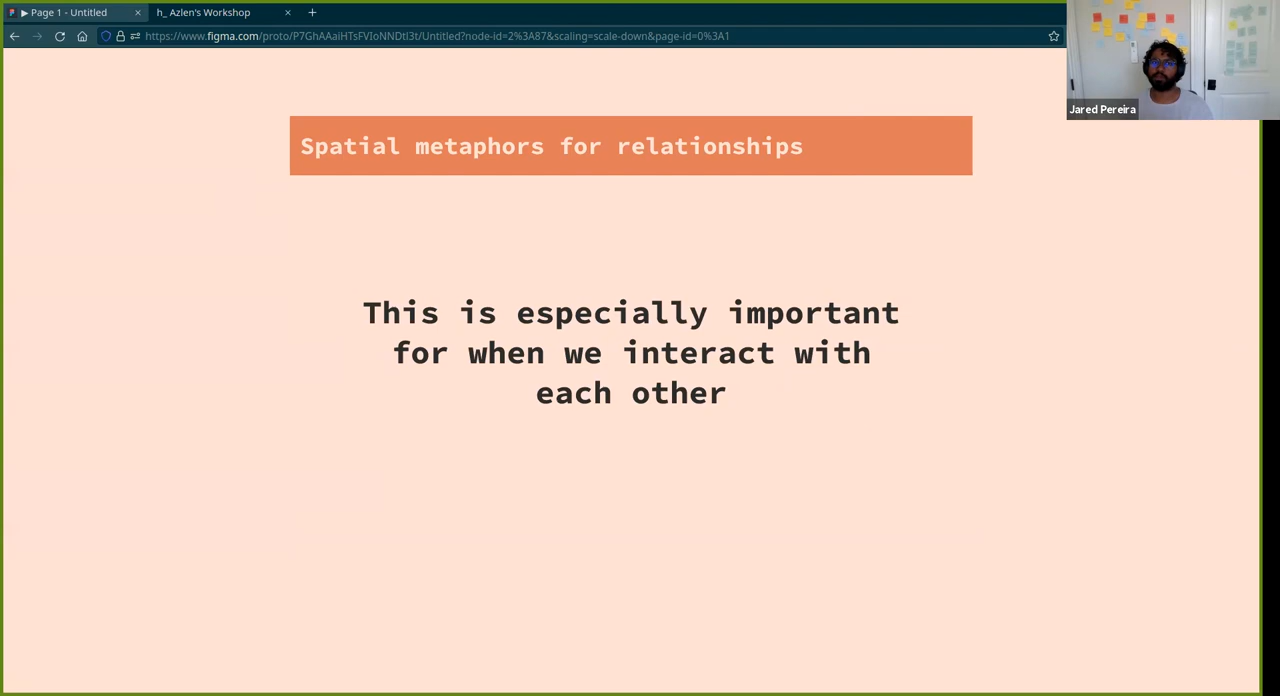 ▶ Page 1 - Untitled
h_ Azlen's Workshop
https://www.figma.com/proto/P7GhAAaiHTsFVIoNNDtI3t/Untitled?node-id=2%3A87&scaling=scale-down&page-id=0%3A1
Jared Pereira
Spatial metaphors for relationships
This is especially important
for when we interact with
each other